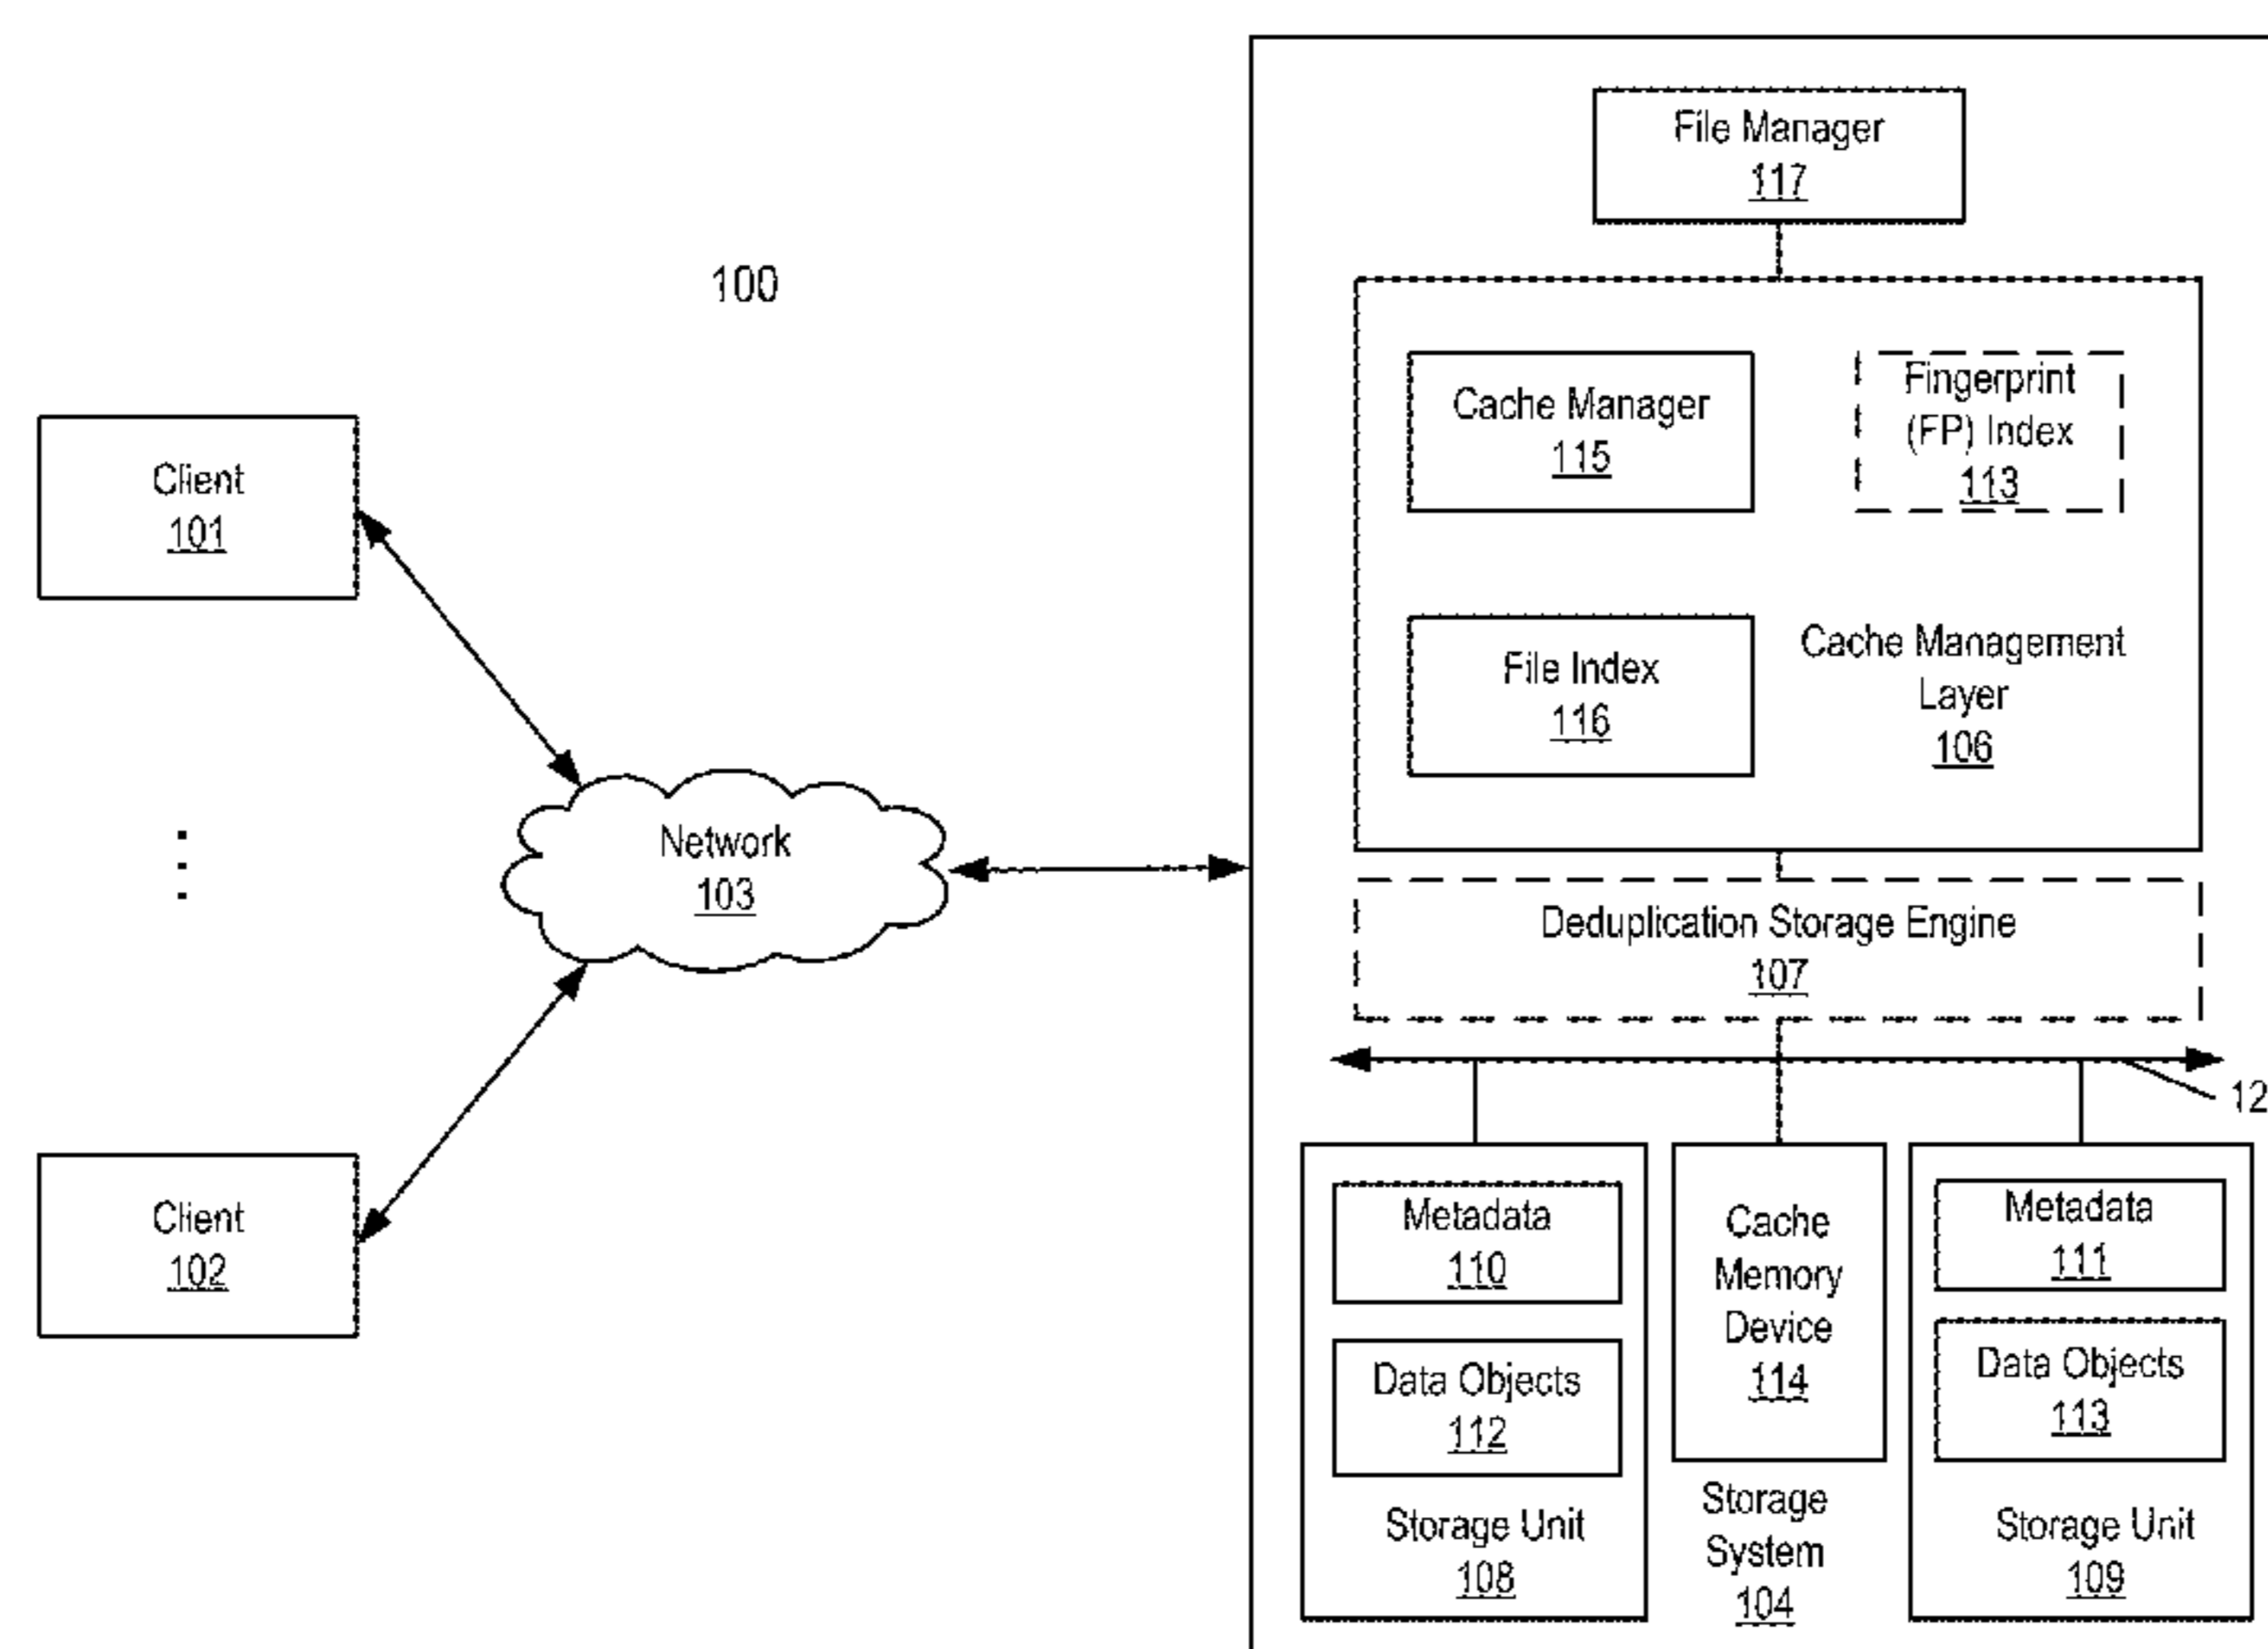 File Manager
117
100
Cache Manager
115
Fingerprint
(FP) Index
113
Client
101
File Index
116
Cache Management
Layer
106
Network
103
Deduplication Storage Engine
107
12
Client
102
Metadata
110
Data Objects
112
Storage Unit
108
Cache
Memory
Device
114
Storage
System
104
Metadata
111
Data Objects
113
Storage Unit
109